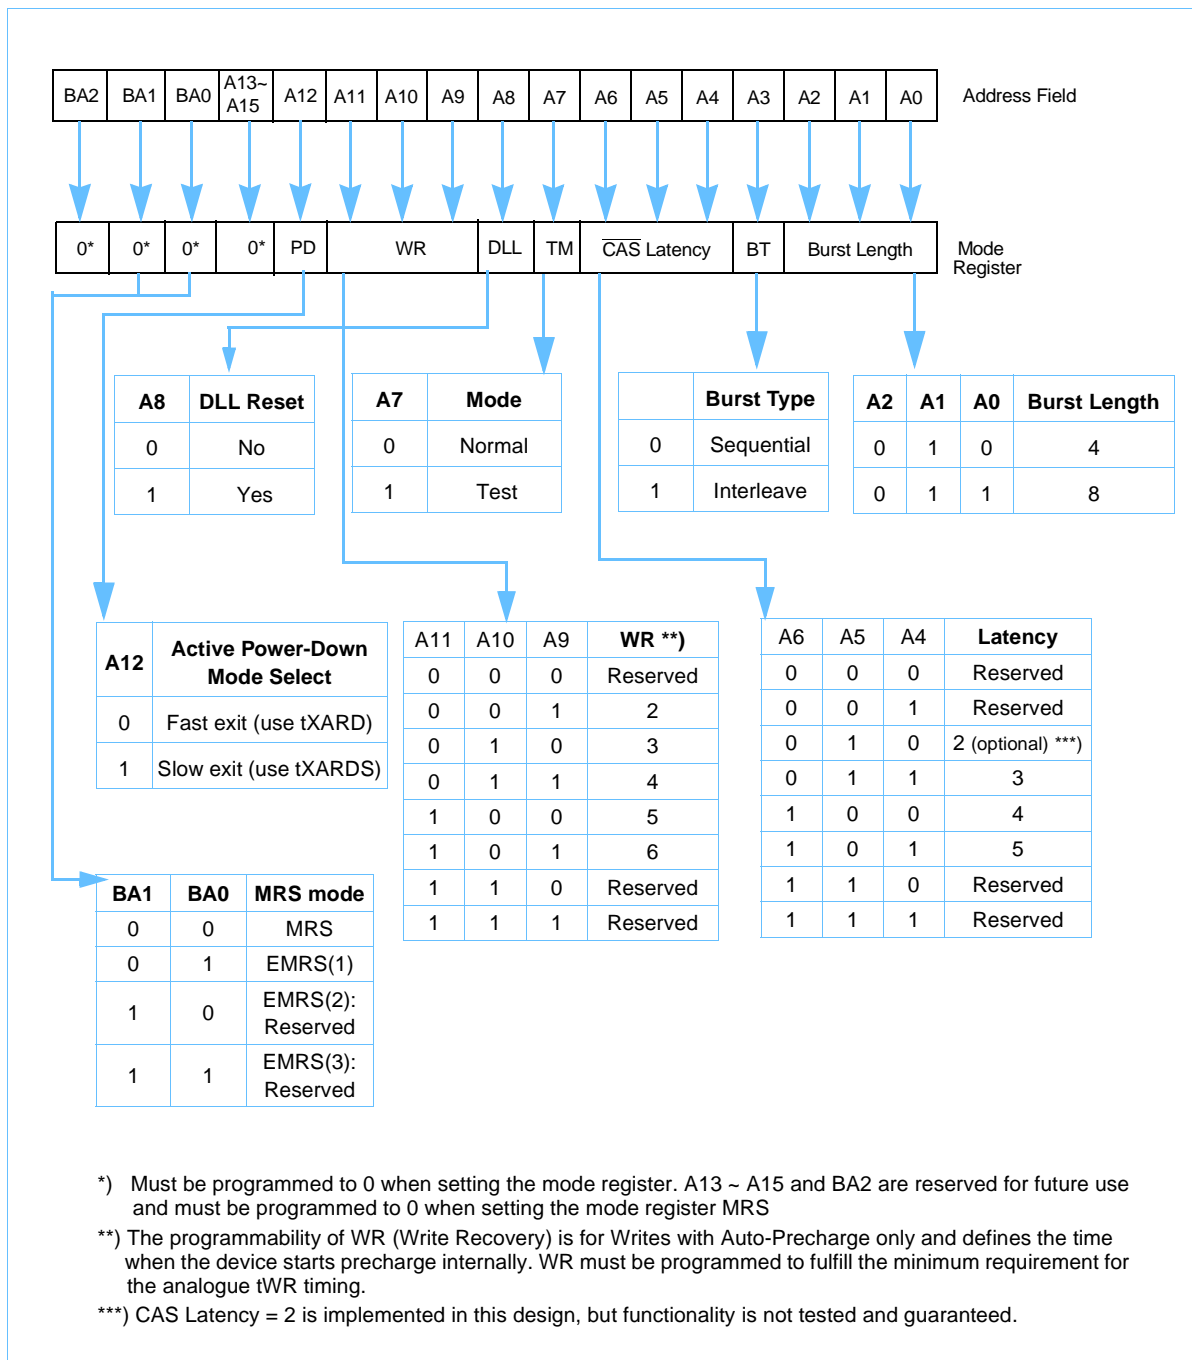 BA2 BA1 BA0 A13~ A15 A12 A11 A10 A9 A8 A7 A6 A5 A4 A3 A2 A1 A0 Address Field
0* 0* 0* 0* PD WR DLL TM CAS Latency BT Burst Length Mode Register
A8 DLL Reset
0 No
1 Yes
A7 Mode
0 Normal
1 Test
Burst Type
0 Sequential
1 Interleave
A2 A1 A0 Burst Length
0 1 0 4
0 1 1 8
A12 Active Power-Down
Mode Select
0 Fast exit (use tXARD)
1 Slow exit (use tXARDS)
A11 A10 A9 WR **)
0 0 0 Reserved
0 0 1 2
0 1 0 3
0 1 1 4
1 0 0 5
1 0 1 6
1 1 0 Reserved
1 1 1 Reserved
A6 A5 A4 Latency
0 0 0 Reserved
0 0 1 Reserved
0 1 0 2 (optional) ***)
0 1 1 3
1 0 0 4
1 0 1 5
1 1 0 Reserved
1 1 1 Reserved
BA1 BA0 MRS mode
0 0 MRS
0 1 EMRS(1)
1 0 EMRS(2):
Reserved
1 1 EMRS(3):
Reserved
*) Must be programmed to 0 when setting the mode register. A13 ~ A15 and BA2 are reserved for future use
and must be programmed to 0 when setting the mode register MRS
**) The programmability of WR (Write Recovery) is for Writes with Auto-Precharge only and defines the time
when the device starts precharge internally. WR must be programmed to fulfill the minimum requirement for
the analogue tWR timing.
***) CAS Latency = 2 is implemented in this design, but functionality is not tested and guaranteed.